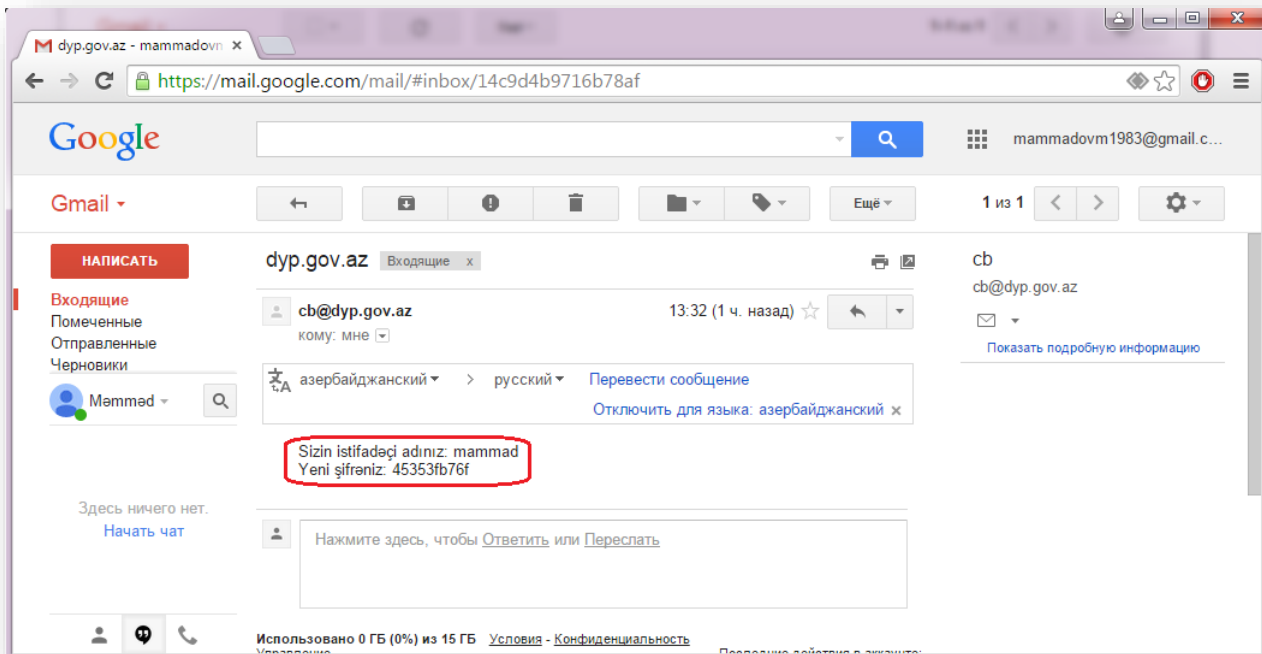 dyp.gov.az - mammadovn
https://mail.google.com/mail/#inbox/14c9d4b9716b78af
Google
mammadovm1983@gmail.c...
Gmail
Ещё
1 из 1
НАПИСАТЬ
Входящие
Помеченные
Отправленные
Черновики
Məmməd
Здесь ничего нет.
Начать чат
dyp.gov.az Входящие x
cb@dyp.gov.az
13:32 (1 ч. назад)
кому: мне
азербайджанский > русский Перевести сообщение
Отключить для языка: азербайджанский x
Sizin istifadəçi adınız: mammad
Yeni şifrəniz: 45353fb76f
Нажмите здесь, чтобы Ответить или Переслать
Использовано 0 ГБ (0%) из 15 ГБ Условия - Конфиденциальность
cb
cb@dyp.gov.az
Показать подробную информацию